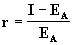 r = (I - E_A) / E_A